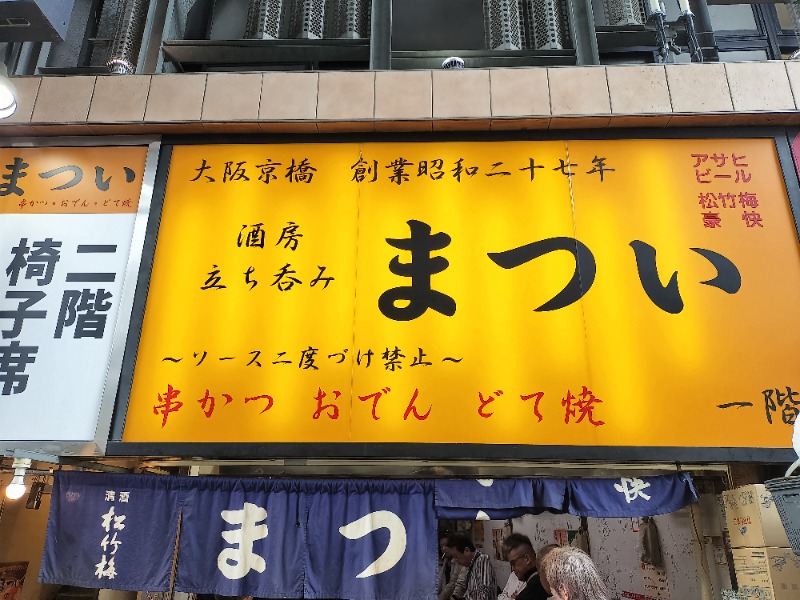 まつい
串かつ・おでん・どて焼
二階
椅子席
大阪京橋 創業昭和二十七年
アサヒ
ビール
松竹梅
豪快
酒房
立ち呑み
まつい
～ソース二度づけ禁止～
串かつ おでん どて焼
一階
清酒
松竹梅
まつ
快